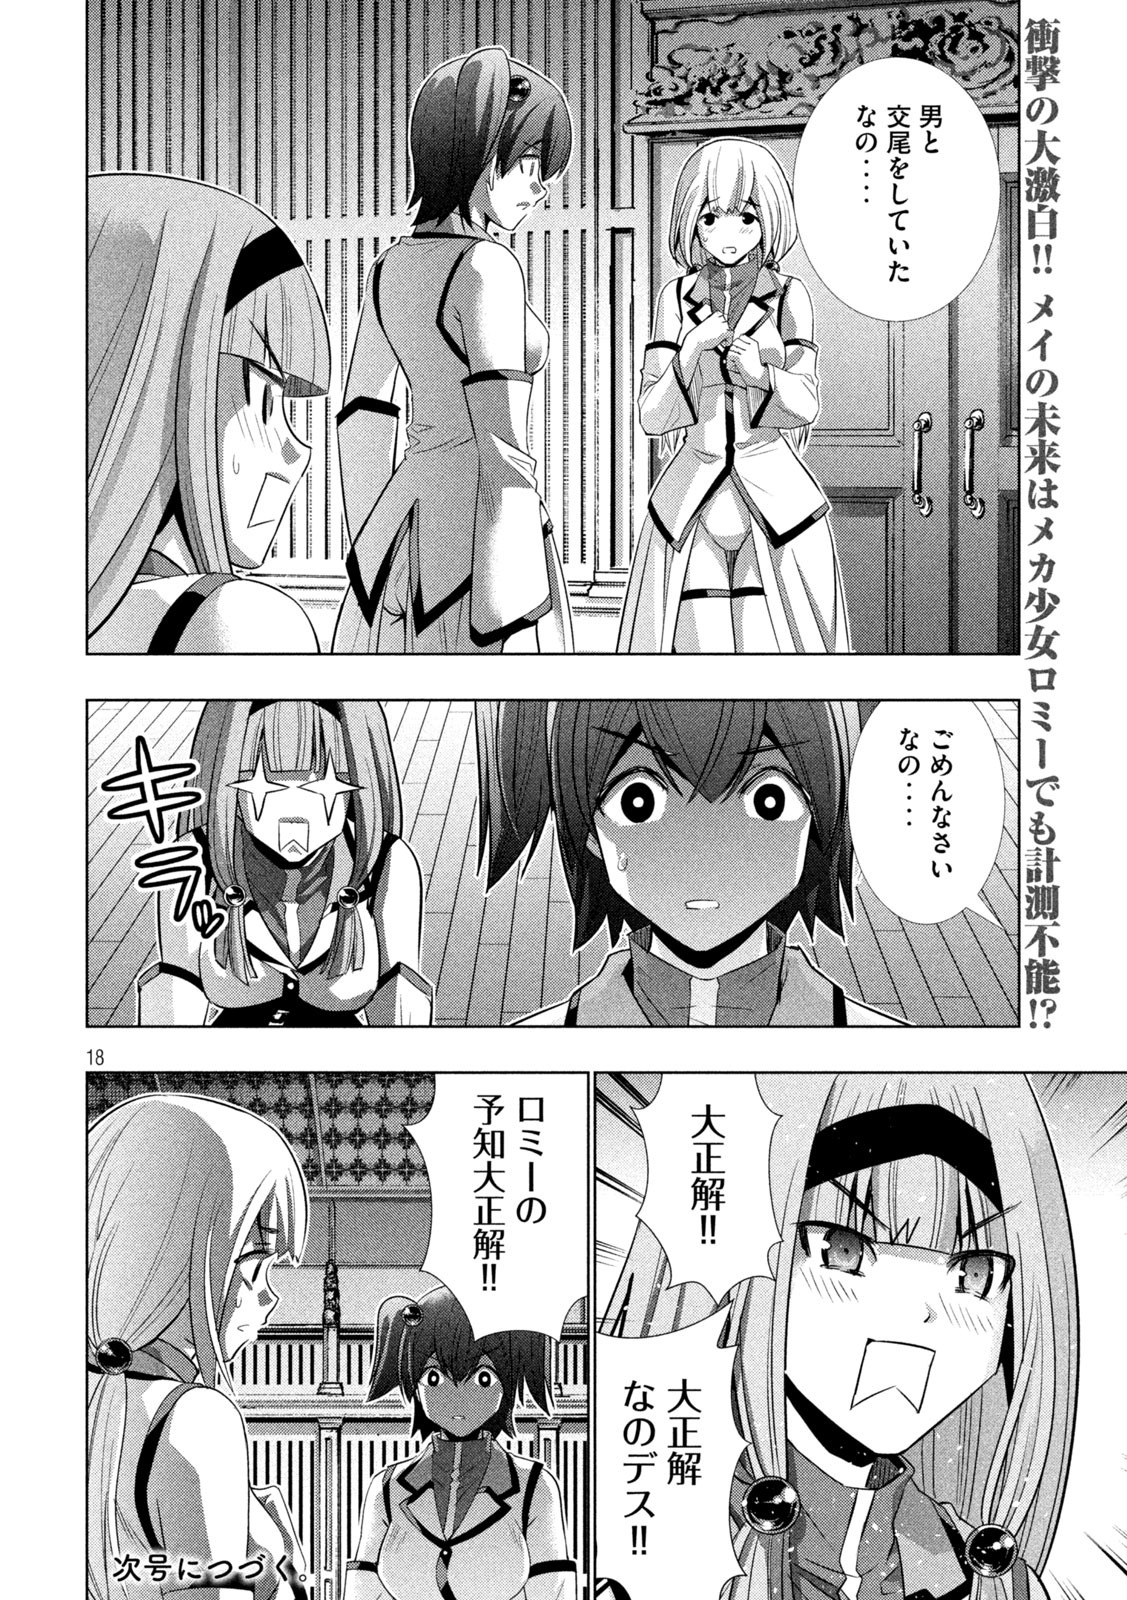 衝撃の大激白!! メイの未来はメカ少女ロミーでも計測不能!?
男と
交尾をしていた
なの‥‥
ごめんなさい
なの‥‥
キラッ
18
大正解!!
大正解
なのデス!!
ロミーの
予知大正解!!
次号につづく。